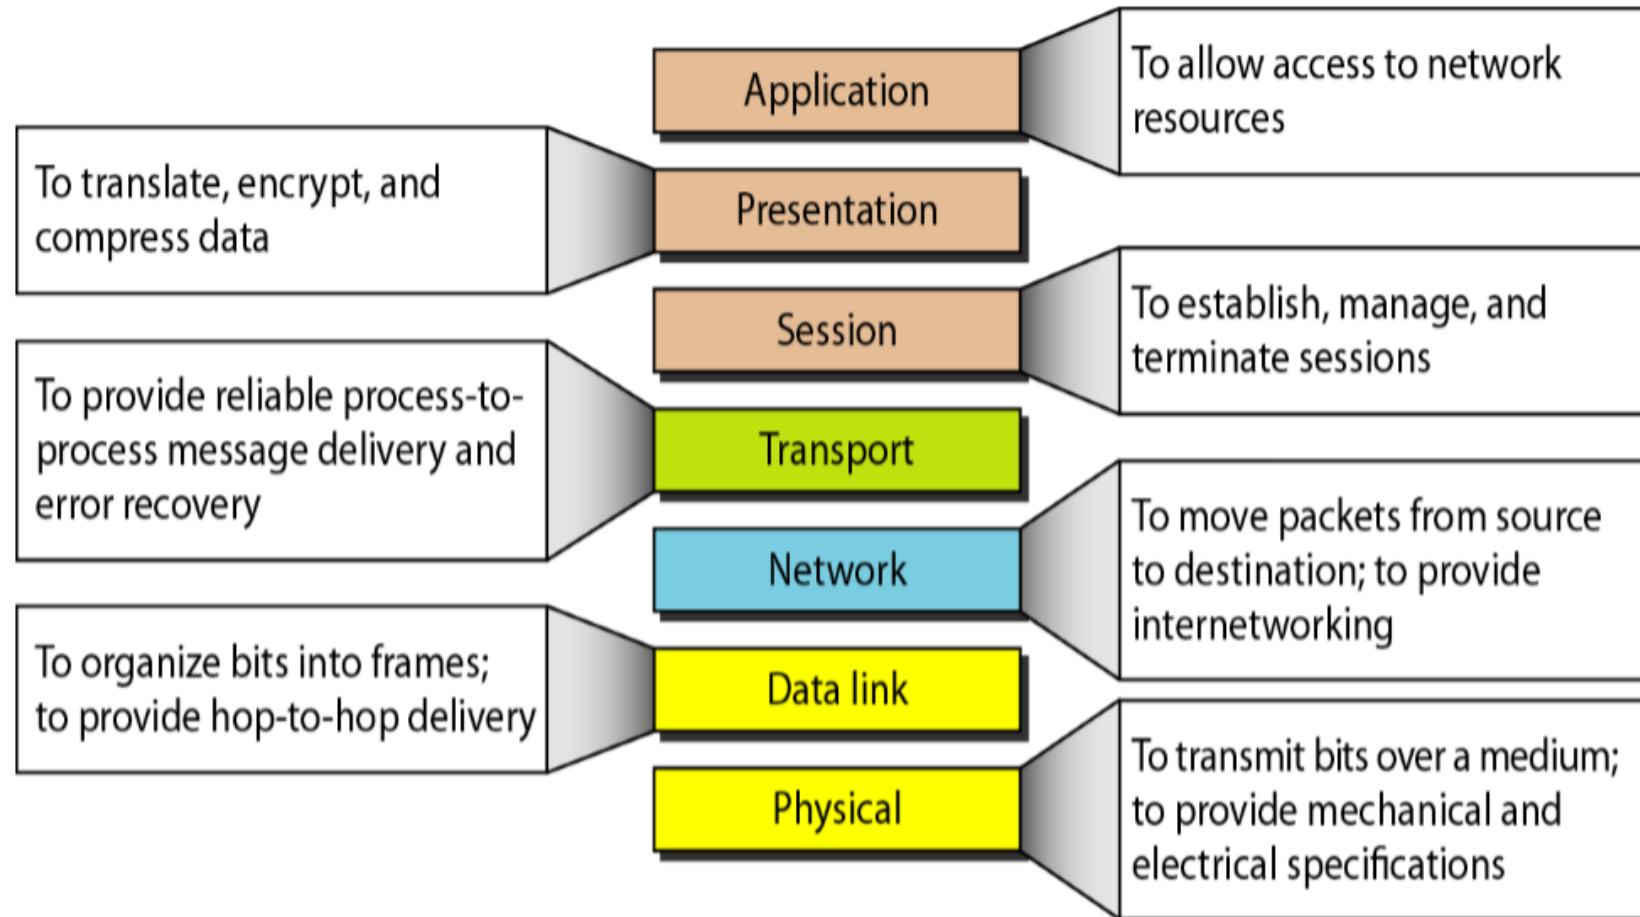 Application
To allow access to network
resources
To translate, encrypt, and
compress data
Presentation
Session
To establish, manage, and
terminate sessions
To provide reliable process-to-
process message delivery and
error recovery
Transport
Network
To move packets from source
to destination; to provide
internetworking
To organize bits into frames;
to provide hop-to-hop delivery
Data link
Physical
To transmit bits over a medium;
to provide mechanical and
electrical specifications